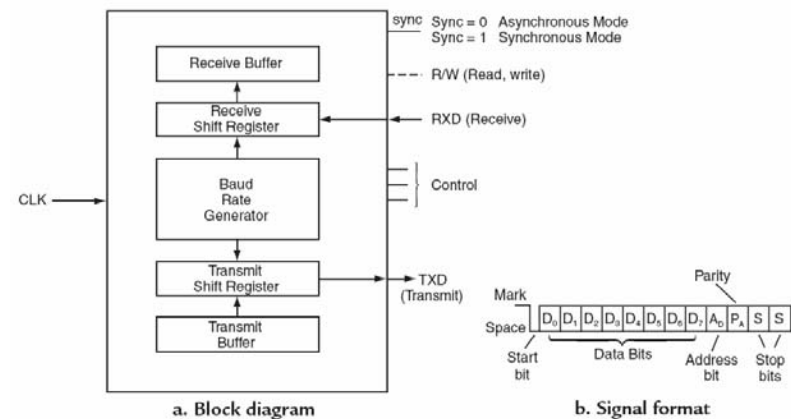 sync
Sync = 0 Asynchronous Mode
Sync = 1 Synchronous Mode
Receive Buffer
R/W (Read, write)
Receive
Shift Register
RXD (Receive)
CLK
Baud
Rate
Generator
Control
Transmit
Shift Register
TXD
(Transmit)
Transmit
Buffer
a. Block diagram
Parity
Mark
Space
D₀ D₁ D₂ D₃ D₄ D₅ D₆ D₇ A_D P_A S S
Start
bit
Data Bits
Address
bit
Stop
bits
b. Signal format